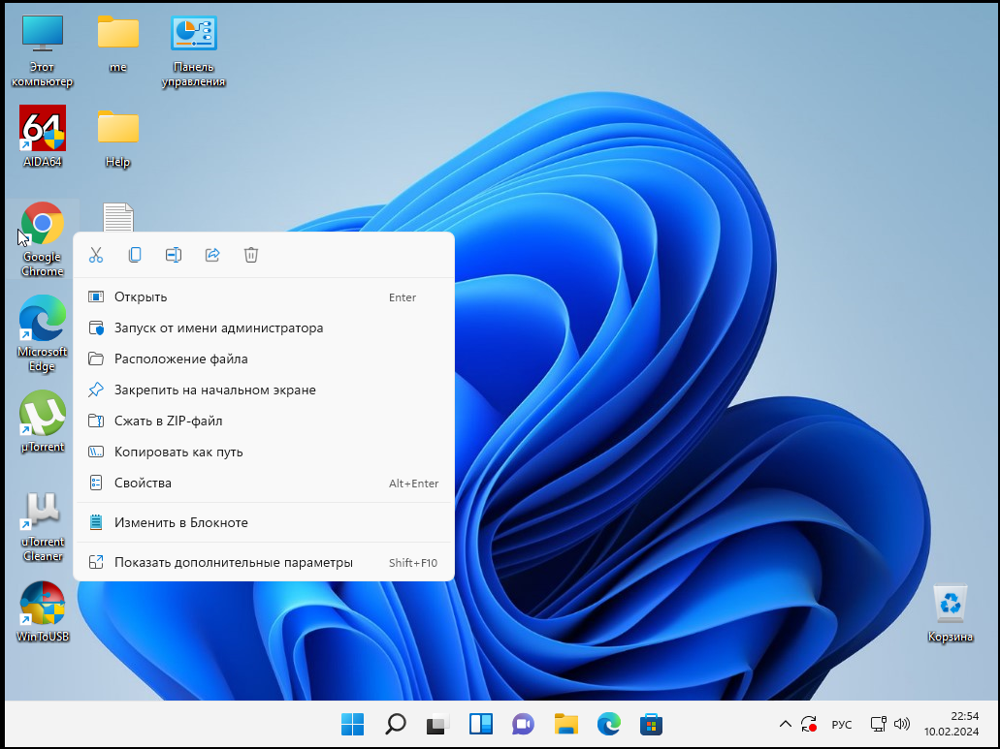 Этот
компьютер
me
Панель
управления
64
AIDA64
Help
Google
Chrome
Microsoft
Edge
µTorrent
uTorrent
Cleaner
WinToUSB
Открыть Enter
Запуск от имени администратора
Расположение файла
Закрепить на начальном экране
Сжать в ZIP-файл
Копировать как путь
Свойства Alt+Enter
Изменить в Блокноте
Показать дополнительные параметры Shift+F10
Корзина
РУС
22:54
10.02.2024